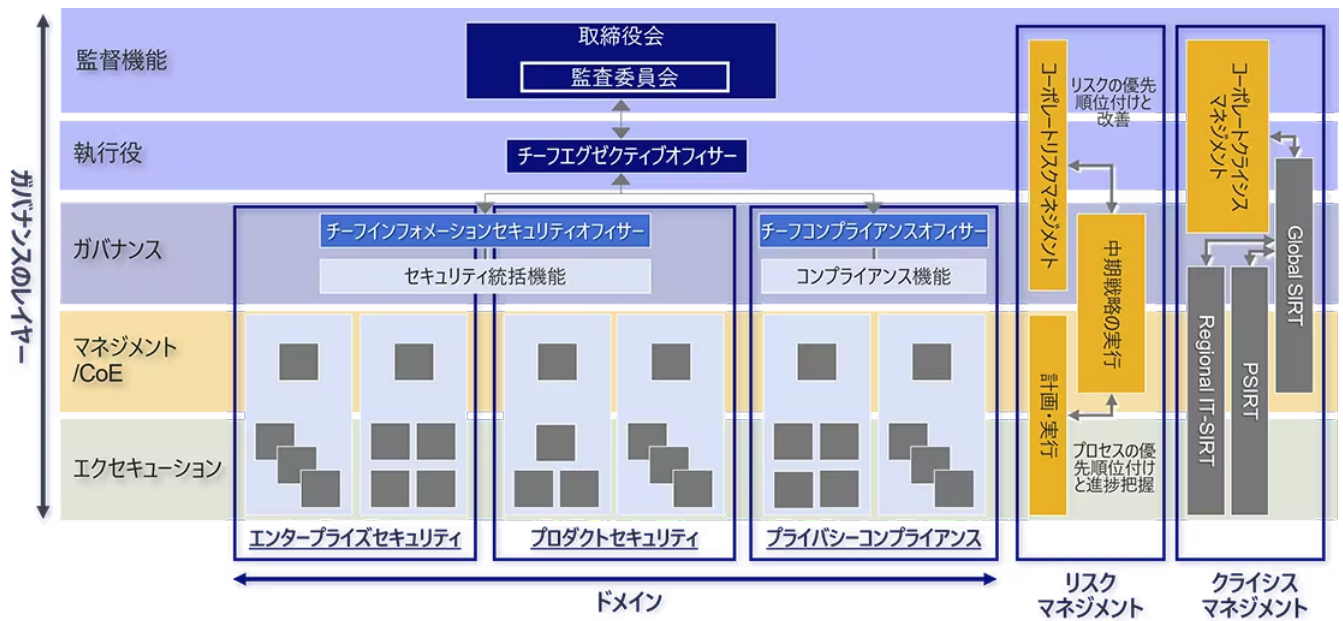 ガバナンスのレイヤー
監督機能
取締役会
監査委員会
執行役
チーフエグゼクティブオフィサー
ガバナンス
チーフインフォメーションセキュリティオフィサー
セキュリティ統括機能
チーフコンプライアンスオフィサー
コンプライアンス機能
マネジメント
/CoE
エクセキューション
エンタープライズセキュリティ
プロダクトセキュリティ
プライバシーコンプライアンス
ドメイン
コーポレートリスクマネジメント
リスクの優先
順位付けと
改善
中期戦略の実行
計画・実行
プロセスの優
先順位付け
と進捗把握
リスク
マネジメント
コーポレートクライシス
マネジメント
Global SIRT
Regional IT-SIRT
PSIRT
クライシス
マネジメント